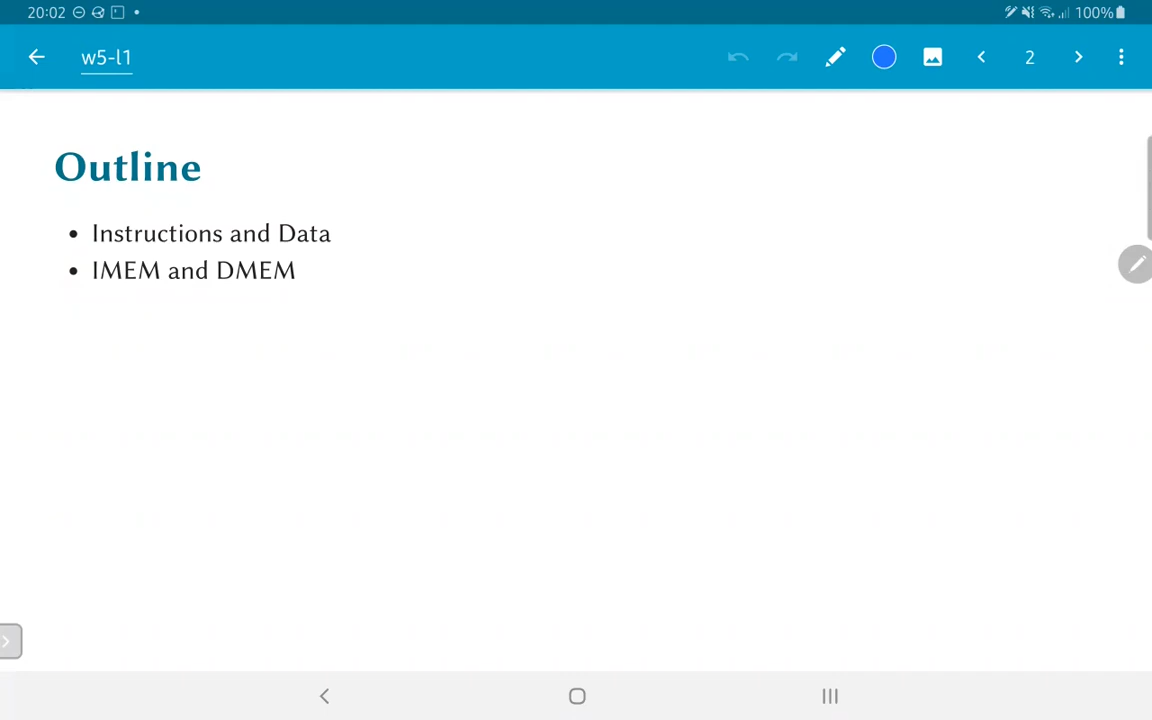 20:02 100%
w5-l1 2
Outline
• Instructions and Data
• IMEM and DMEM